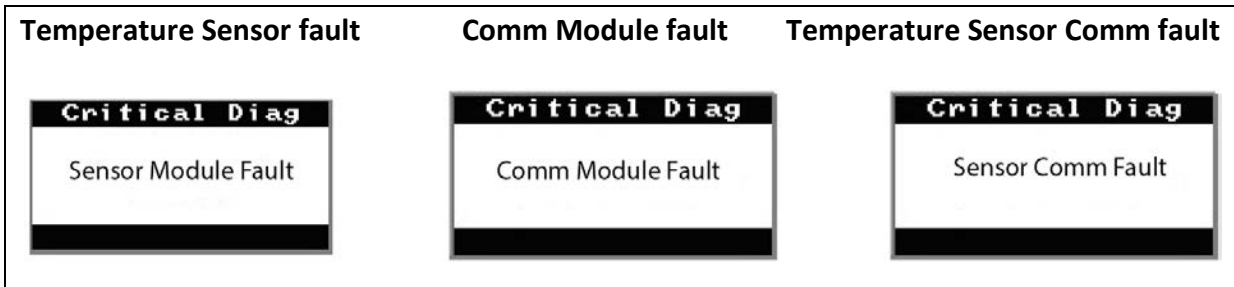 Temperature Sensor fault Comm Module fault Temperature Sensor Comm fault
Critical Diag Critical Diag Critical Diag
Sensor Module Fault Comm Module Fault Sensor Comm Fault